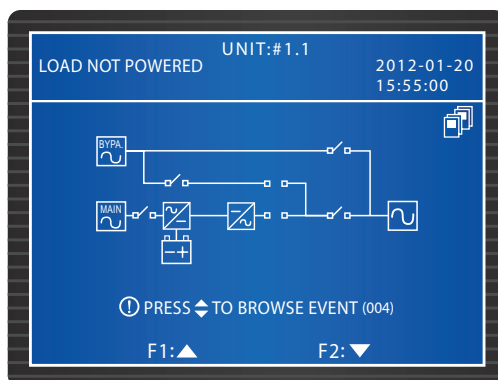 UNIT:#1.1
LOAD NOT POWERED
2012-01-20
15:55:00
BYPA.
MAIN
PRESS TO BROWSE EVENT (004)
F1: F2: